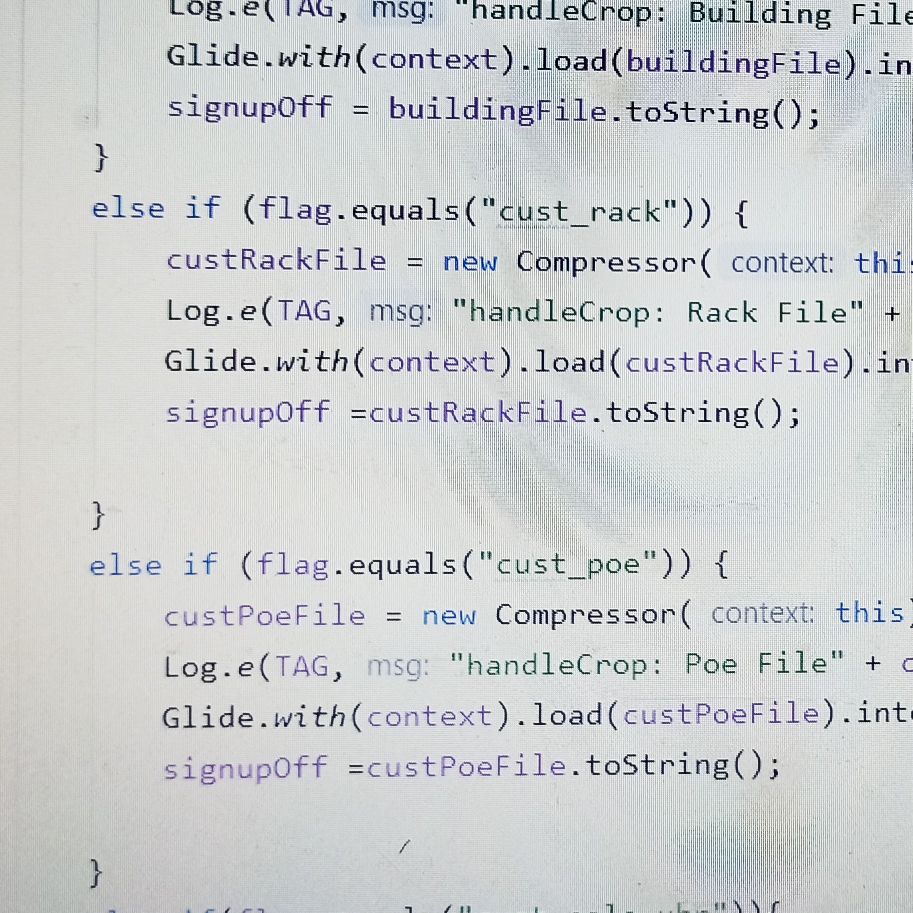 Log.e(TAG, msg: "handleCrop: Building File
Glide.with(context).load(buildingFile).in
signupOff = buildingFile.toString();
}
else if (flag.equals("cust_rack")) {
custRackFile = new Compressor( context: this
Log.e(TAG, msg: "handleCrop: Rack File" +
Glide.with(context).load(custRackFile).in
signupOff =custRackFile.toString();
}
else if (flag.equals("cust_poe")) {
custPoeFile = new Compressor( context: this)
Log.e(TAG, msg: "handleCrop: Poe File" + c
Glide.with(context).load(custPoeFile).into
signupOff =custPoeFile.toString();
}